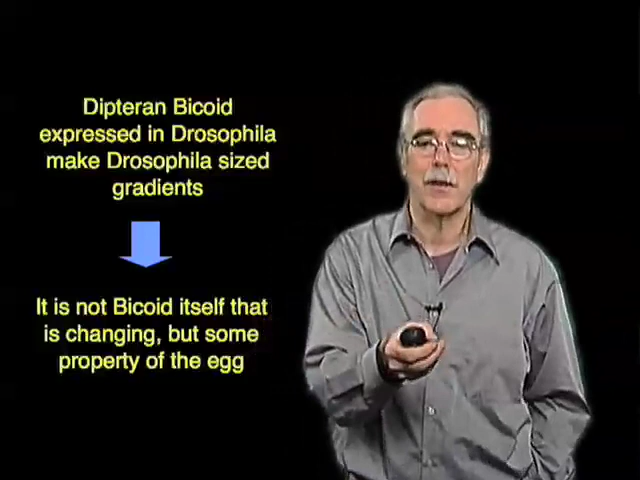 Dipteran Bicoid
expressed in Drosophila
make Drosophila sized
gradients
It is not Bicoid itself that
is changing, but some
property of the egg